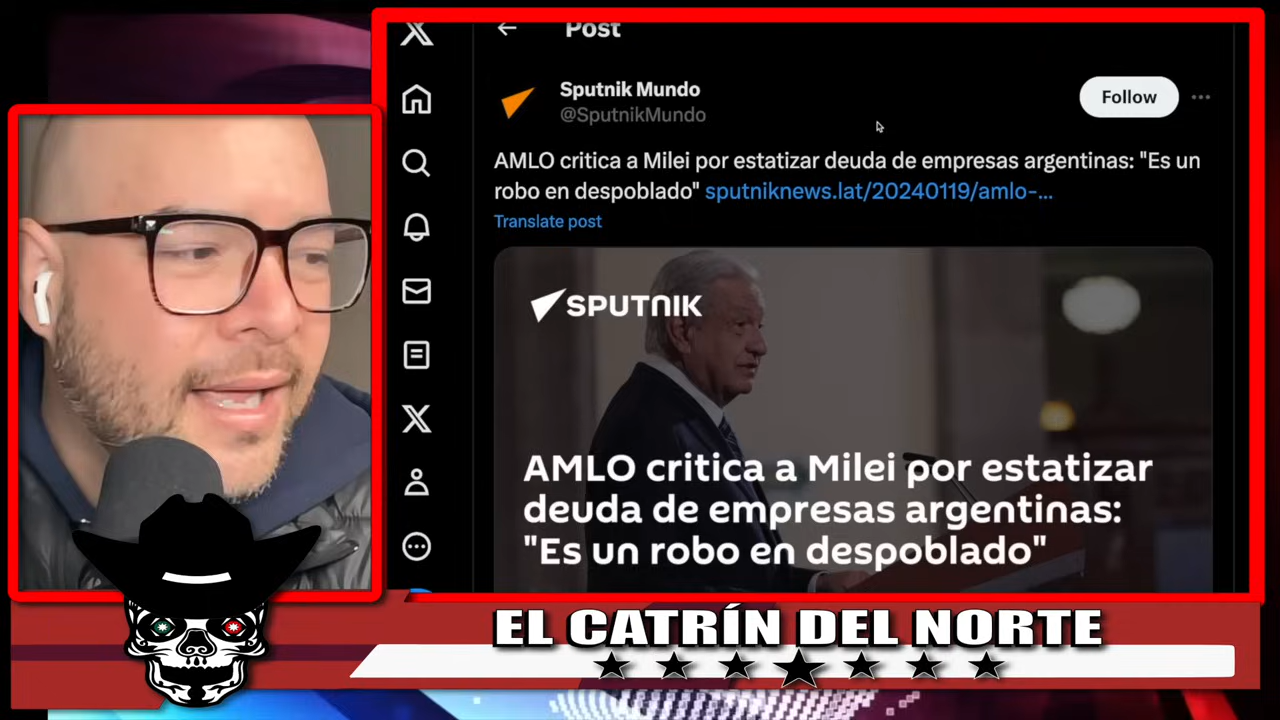 Post
Sputnik Mundo
@SputnikMundo
Follow
AMLO critica a Milei por estatizar deuda de empresas argentinas: "Es un
robo en despoblado" sputniknews.lat/20240119/amlo-...
Translate post
SPUTNIK
AMLO critica a Milei por estatizar
deuda de empresas argentinas:
"Es un robo en despoblado"
EL CATRÍN DEL NORTE